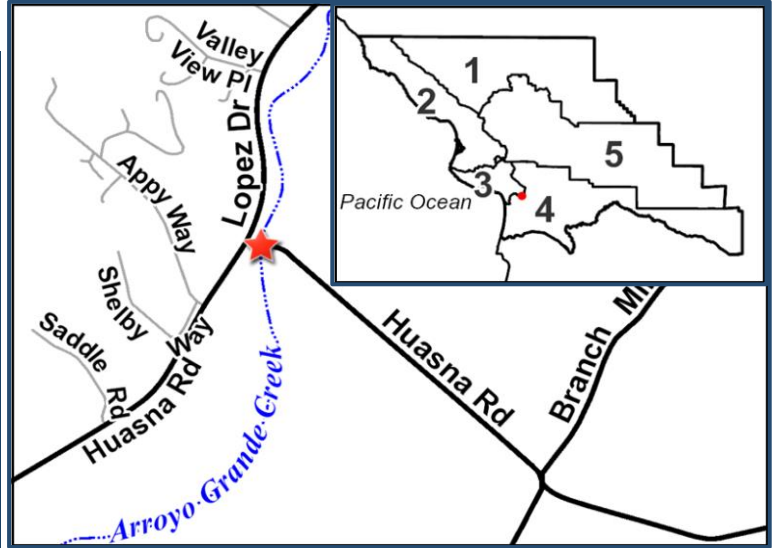 Valley
View Pl
Lopez Dr
Appy Way
Shelby
Way
Saddle
Rd
Huasna Rd
Arroyo Grande Creek
Huasna Rd
Branch
1
2
3
4
5
Pacific Ocean